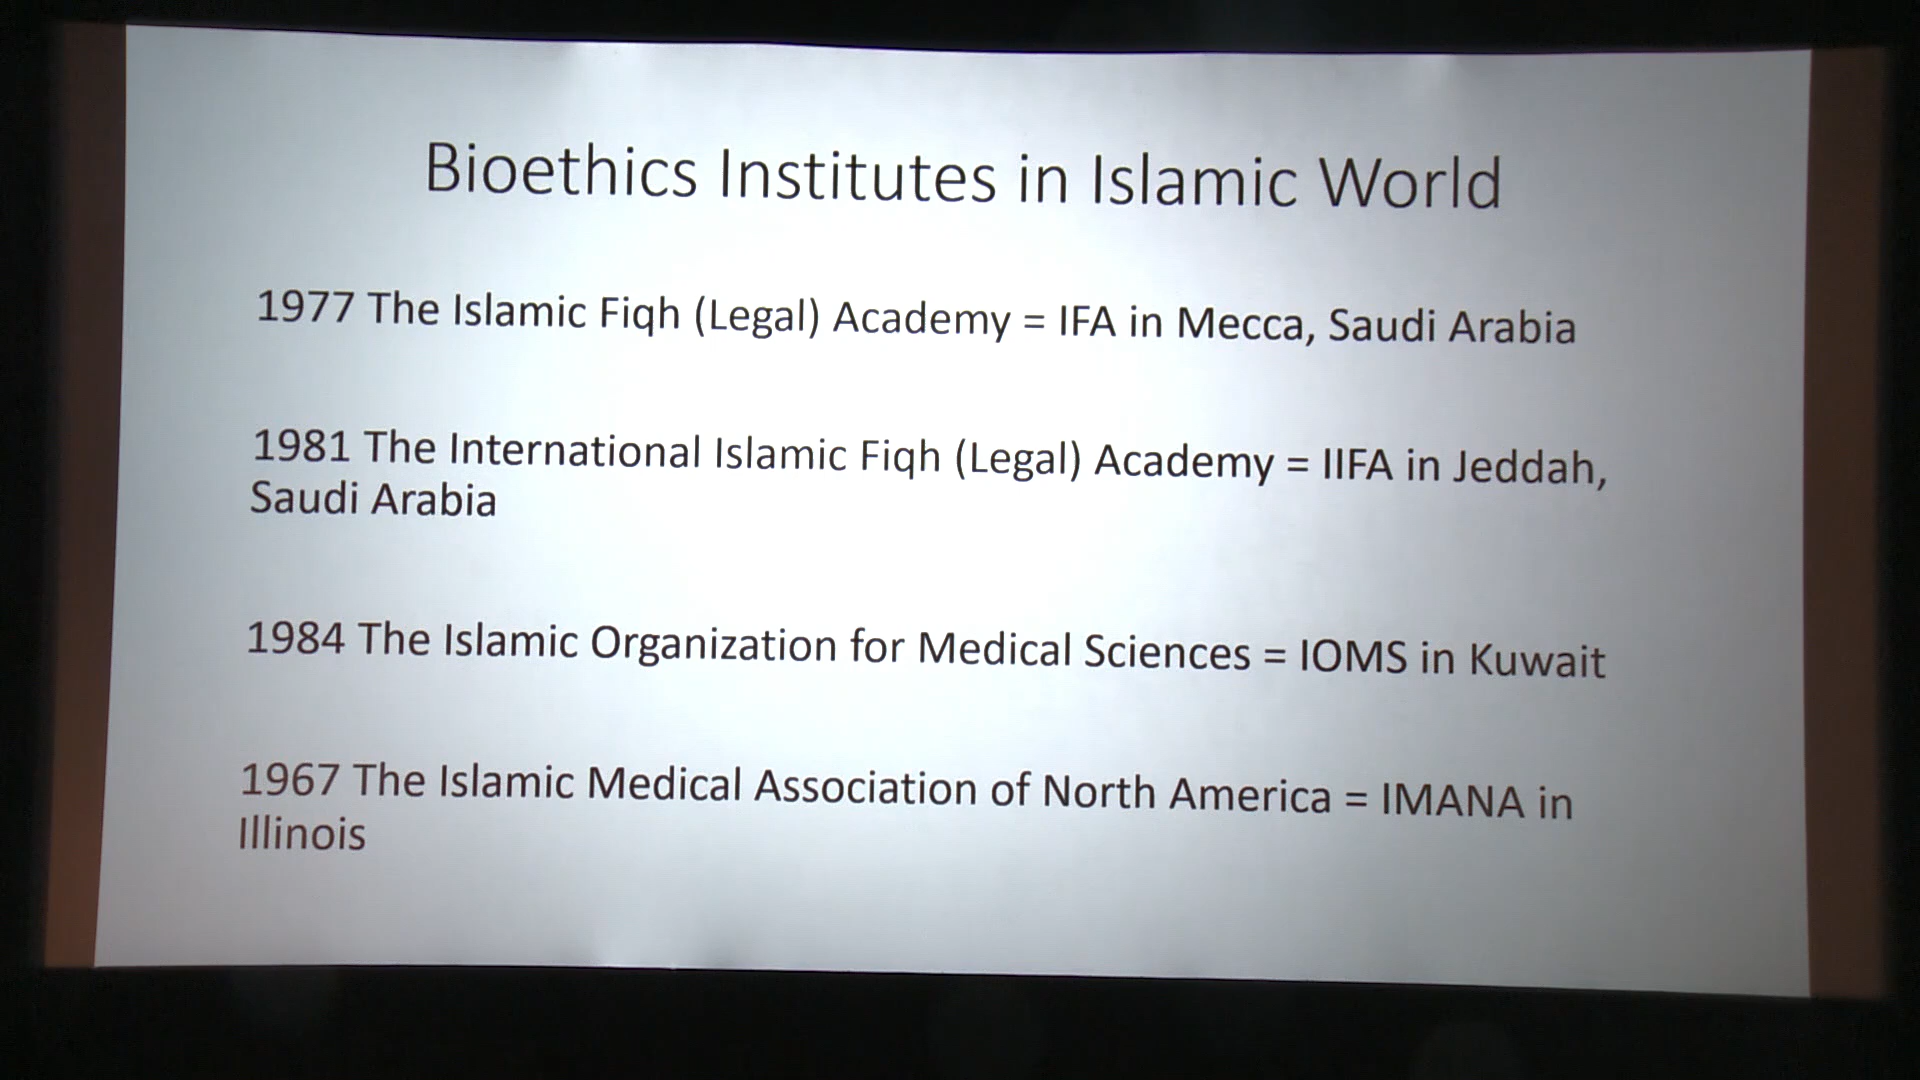 Bioethics Institutes in Islamic World
1977 The Islamic Fiqh (Legal) Academy = IFA in Mecca, Saudi Arabia
1981 The International Islamic Fiqh (Legal) Academy = IIFA in Jeddah,
Saudi Arabia
1984 The Islamic Organization for Medical Sciences = IOMS in Kuwait
1967 The Islamic Medical Association of North America = IMANA in
Illinois